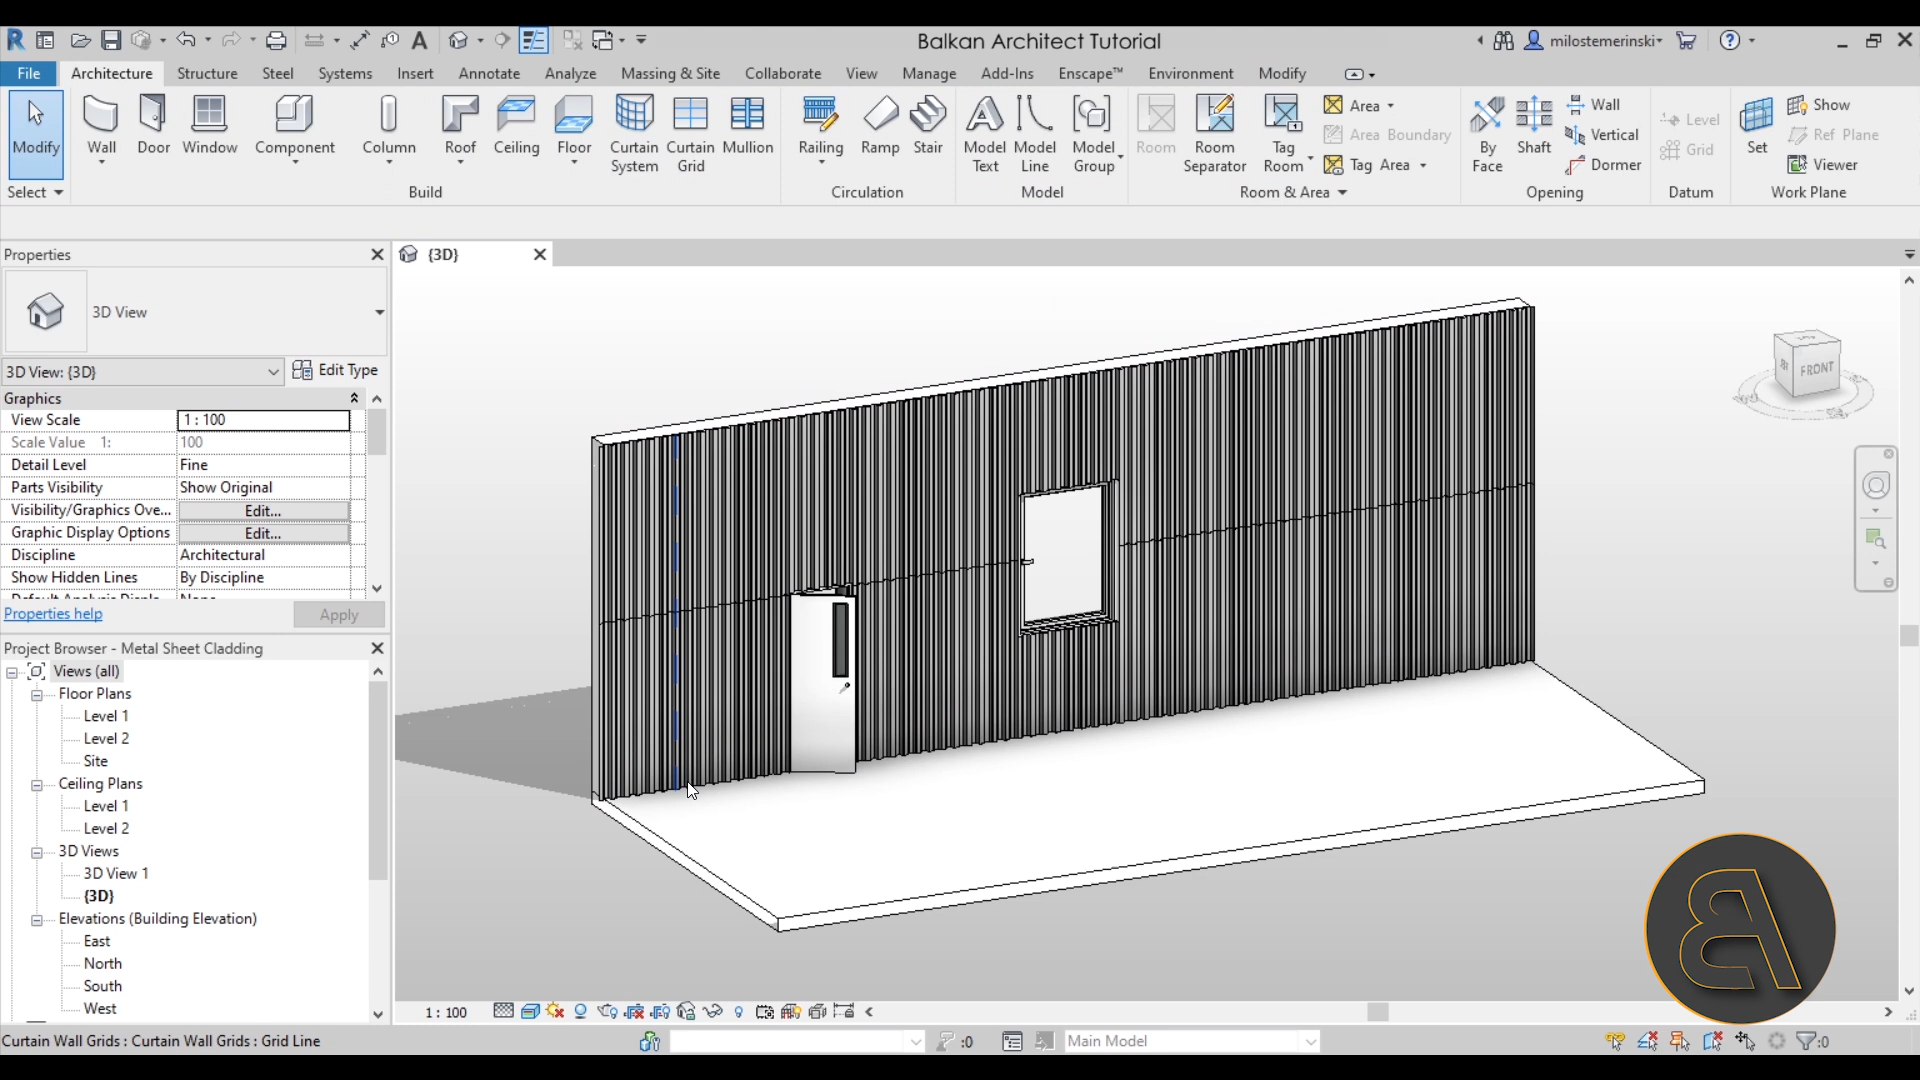 Balkan Architect Tutorial
milostemerinski
File Architecture Structure Steel Systems Insert Annotate Analyze Massing & Site Collaborate View Manage Add-Ins Enscape™ Environment Modify
Modify
Wall
Door
Window
Component
Column
Roof
Ceiling
Floor
Curtain System
Curtain Grid
Mullion
Railing
Ramp
Stair
Model Text
Model Line
Model Group
Room
Room Separator
Tag Room
Area
Area Boundary
Tag Area
By Face
Shaft
Wall
Vertical
Dormer
Level
Grid
Set
Show
Ref Plane
Viewer
Select Build Circulation Model Room & Area Opening Datum Work Plane
Properties
{3D}
3D View
3D View: {3D} Edit Type
Graphics
View Scale 1 : 100
Scale Value 1: 100
Detail Level Fine
Parts Visibility Show Original
Visibility/Graphics Ove... Edit...
Graphic Display Options Edit...
Discipline Architectural
Show Hidden Lines By Discipline
Properties help Apply
Project Browser - Metal Sheet Cladding
Views (all)
Floor Plans
Level 1
Level 2
Site
Ceiling Plans
Level 1
Level 2
3D Views
3D View 1
{3D}
Elevations (Building Elevation)
East
North
South
West
FRONT
1 : 100
Curtain Wall Grids : Curtain Wall Grids : Grid Line
:0
Main Model
:0